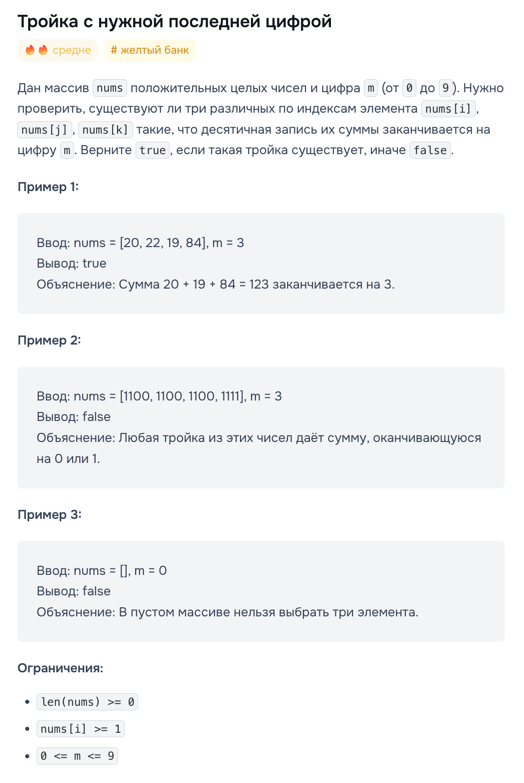 Тройка с нужной последней цифрой
🔥🔥 средне # желтый банк
Дан массив nums положительных целых чисел и цифра m (от 0 до 9). Нужно
проверить, существуют ли три различных по индексам элемента nums[i],
nums[j], nums[k] такие, что десятичная запись их суммы заканчивается на
цифру m. Верните true, если такая тройка существует, иначе false.
Пример 1:
Ввод: nums = [20, 22, 19, 84], m = 3
Вывод: true
Объяснение: Сумма 20 + 19 + 84 = 123 заканчивается на 3.
Пример 2:
Ввод: nums = [1100, 1100, 1100, 1111], m = 3
Вывод: false
Объяснение: Любая тройка из этих чисел даёт сумму, оканчивающуюся
на 0 или 1.
Пример 3:
Ввод: nums = [], m = 0
Вывод: false
Объяснение: В пустом массиве нельзя выбрать три элемента.
Ограничения:
• len(nums) >= 0
• nums[i] >= 1
• 0 <= m <= 9